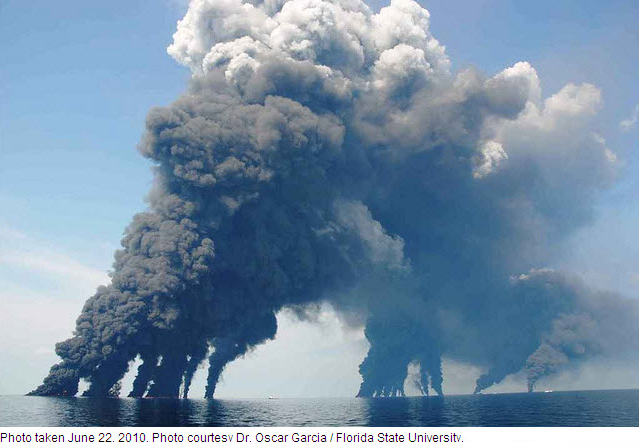 Photo taken June 22, 2010. Photo courtesy Dr. Oscar Garcia / Florida State University.